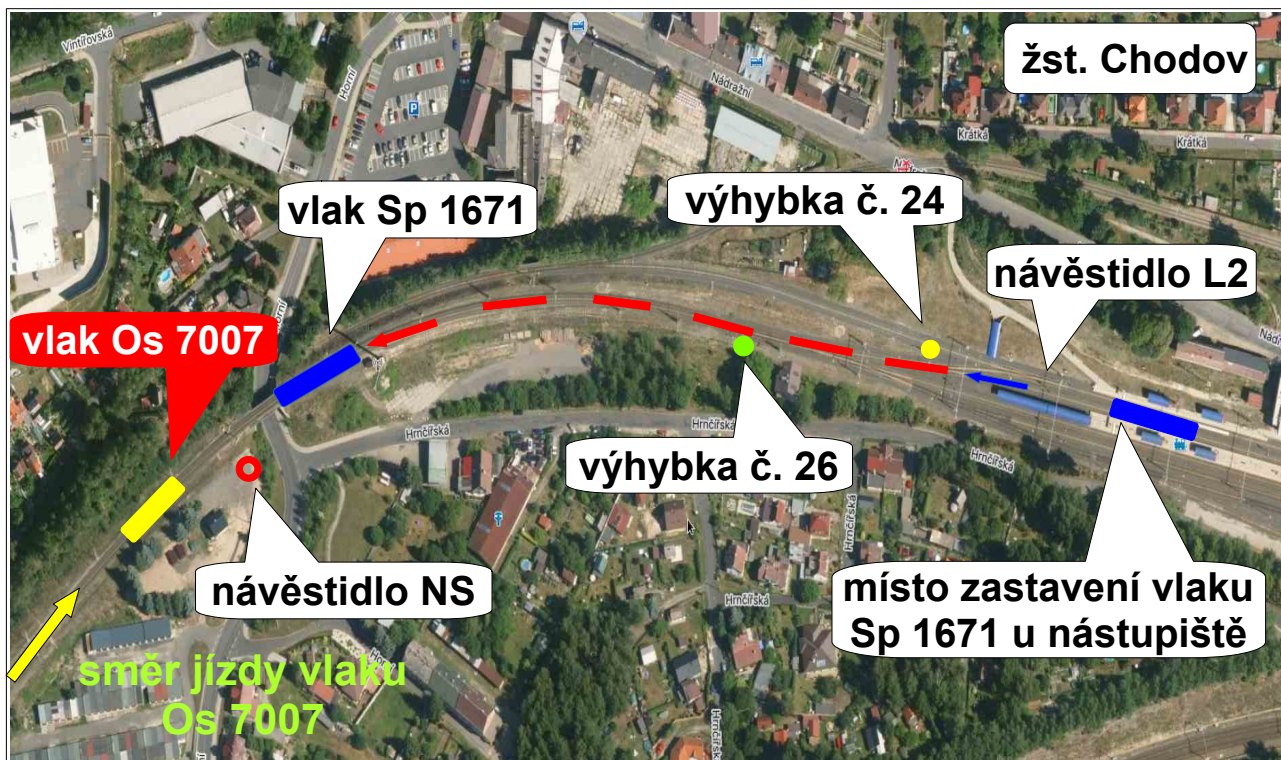 žst. Chodov
Vintířovská
Horní
Nádražní
Krátká
Krátká
vlak Sp 1671
výhybka č. 24
návěstidlo L2
vlak Os 7007
Hrnčířská
Hrnčířská
výhybka č. 26
Hrnčířská
návěstidlo NS
Hrnčířská
místo zastavení vlaku
Sp 1671 u nástupiště
směr jízdy vlaku
Os 7007